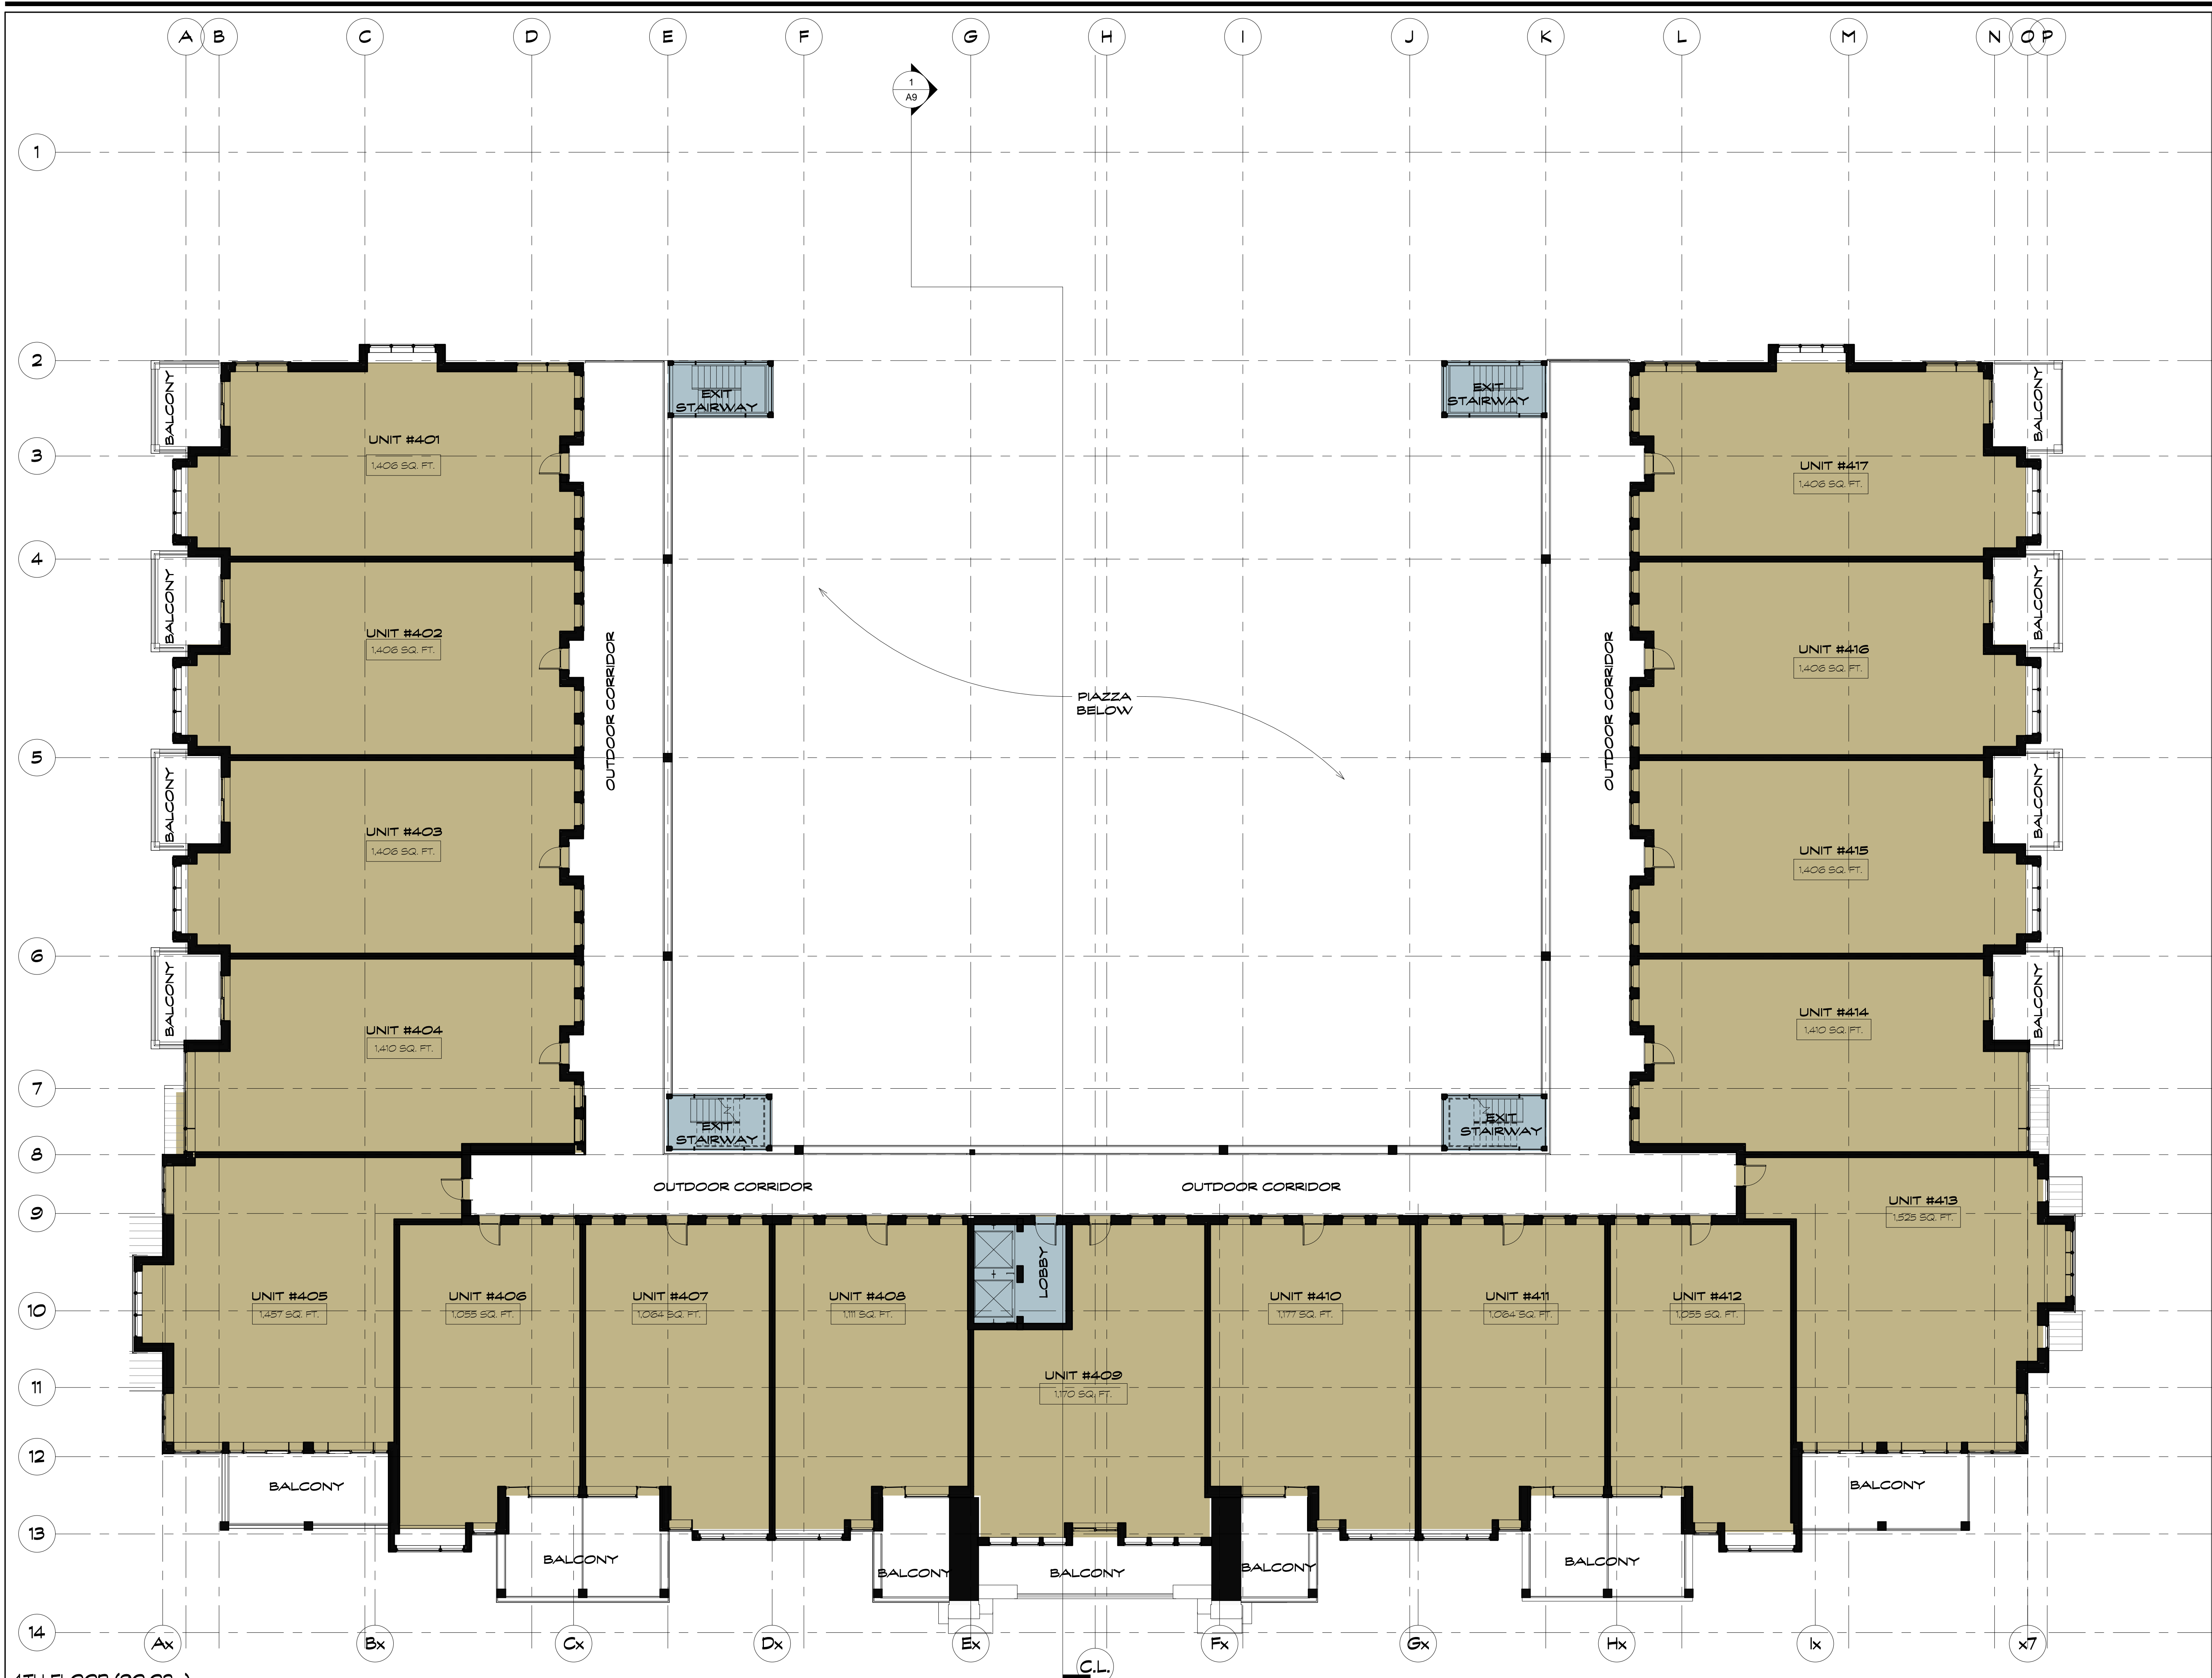 A B C D E F G H I J K L M N O P
1
A9
1
2
3
4
5
6
7
8
9
10
11
12
13
14
BALCONY
UNIT #401
1,406 SQ. FT.
EXIT
STAIRWAY
EXIT
STAIRWAY
UNIT #417
1,406 SQ. FT.
BALCONY
BALCONY
UNIT #402
1,406 SQ. FT.
OUTDOOR CORRIDOR
PIAZZA
BELOW
OUTDOOR CORRIDOR
UNIT #416
1,406 SQ. FT.
BALCONY
BALCONY
UNIT #403
1,406 SQ. FT.
UNIT #415
1,406 SQ. FT.
BALCONY
BALCONY
UNIT #404
1,410 SQ. FT.
UNIT #414
1,410 SQ. FT.
BALCONY
EXIT
STAIRWAY
EXIT
STAIRWAY
OUTDOOR CORRIDOR
OUTDOOR CORRIDOR
UNIT #413
1,525 SQ. FT.
UNIT #405
1,457 SQ. FT.
UNIT #406
1,055 SQ. FT.
UNIT #407
1,064 SQ. FT.
UNIT #408
1,111 SQ. FT.
LOBBY
UNIT #409
1,170 SQ. FT.
UNIT #410
1,177 SQ. FT.
UNIT #411
1,064 SQ. FT.
UNIT #412
1,055 SQ. FT.
BALCONY
BALCONY
BALCONY
BALCONY
BALCONY
BALCONY
BALCONY
Ax Bx Cx Dx Ex Fx Gx Hx Ix x7
C.L.
4TH FLOOR